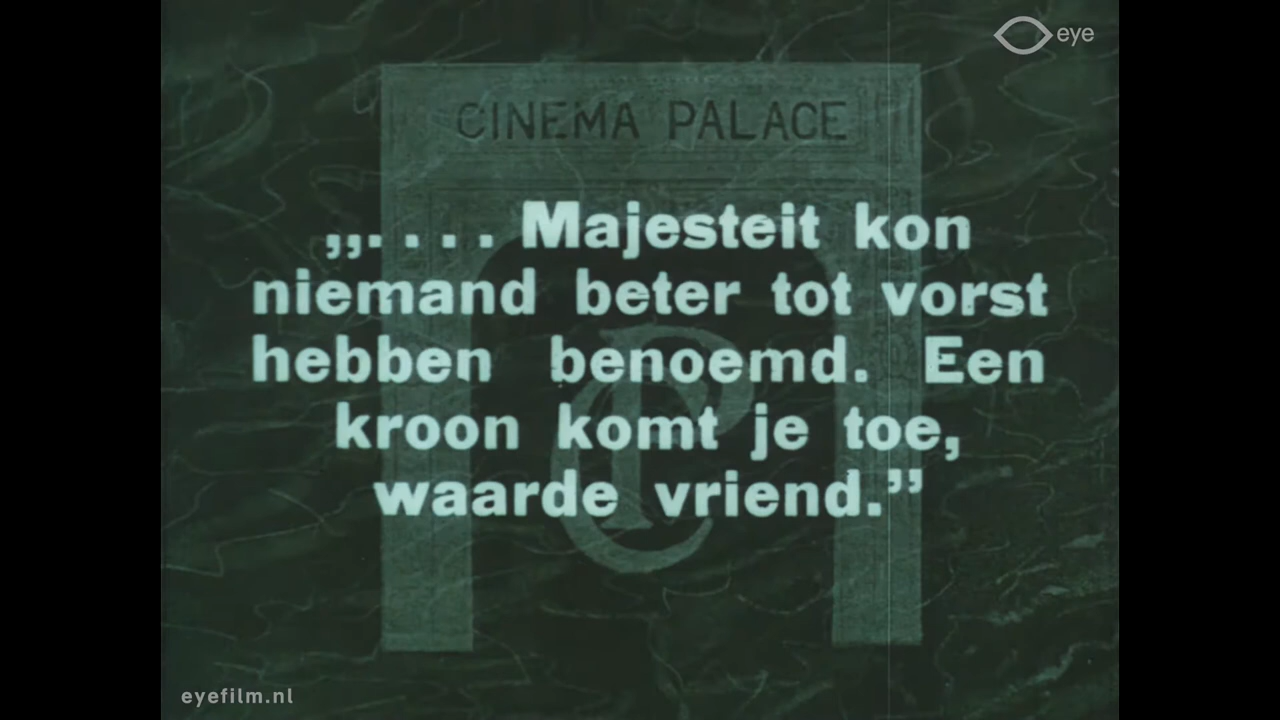 eye
CINEMA PALACE
„. . . . Majesteit kon
niemand beter tot vorst
hebben benoemd. Een
kroon komt je toe,
waarde vriend.”
CP
eyefilm.nl